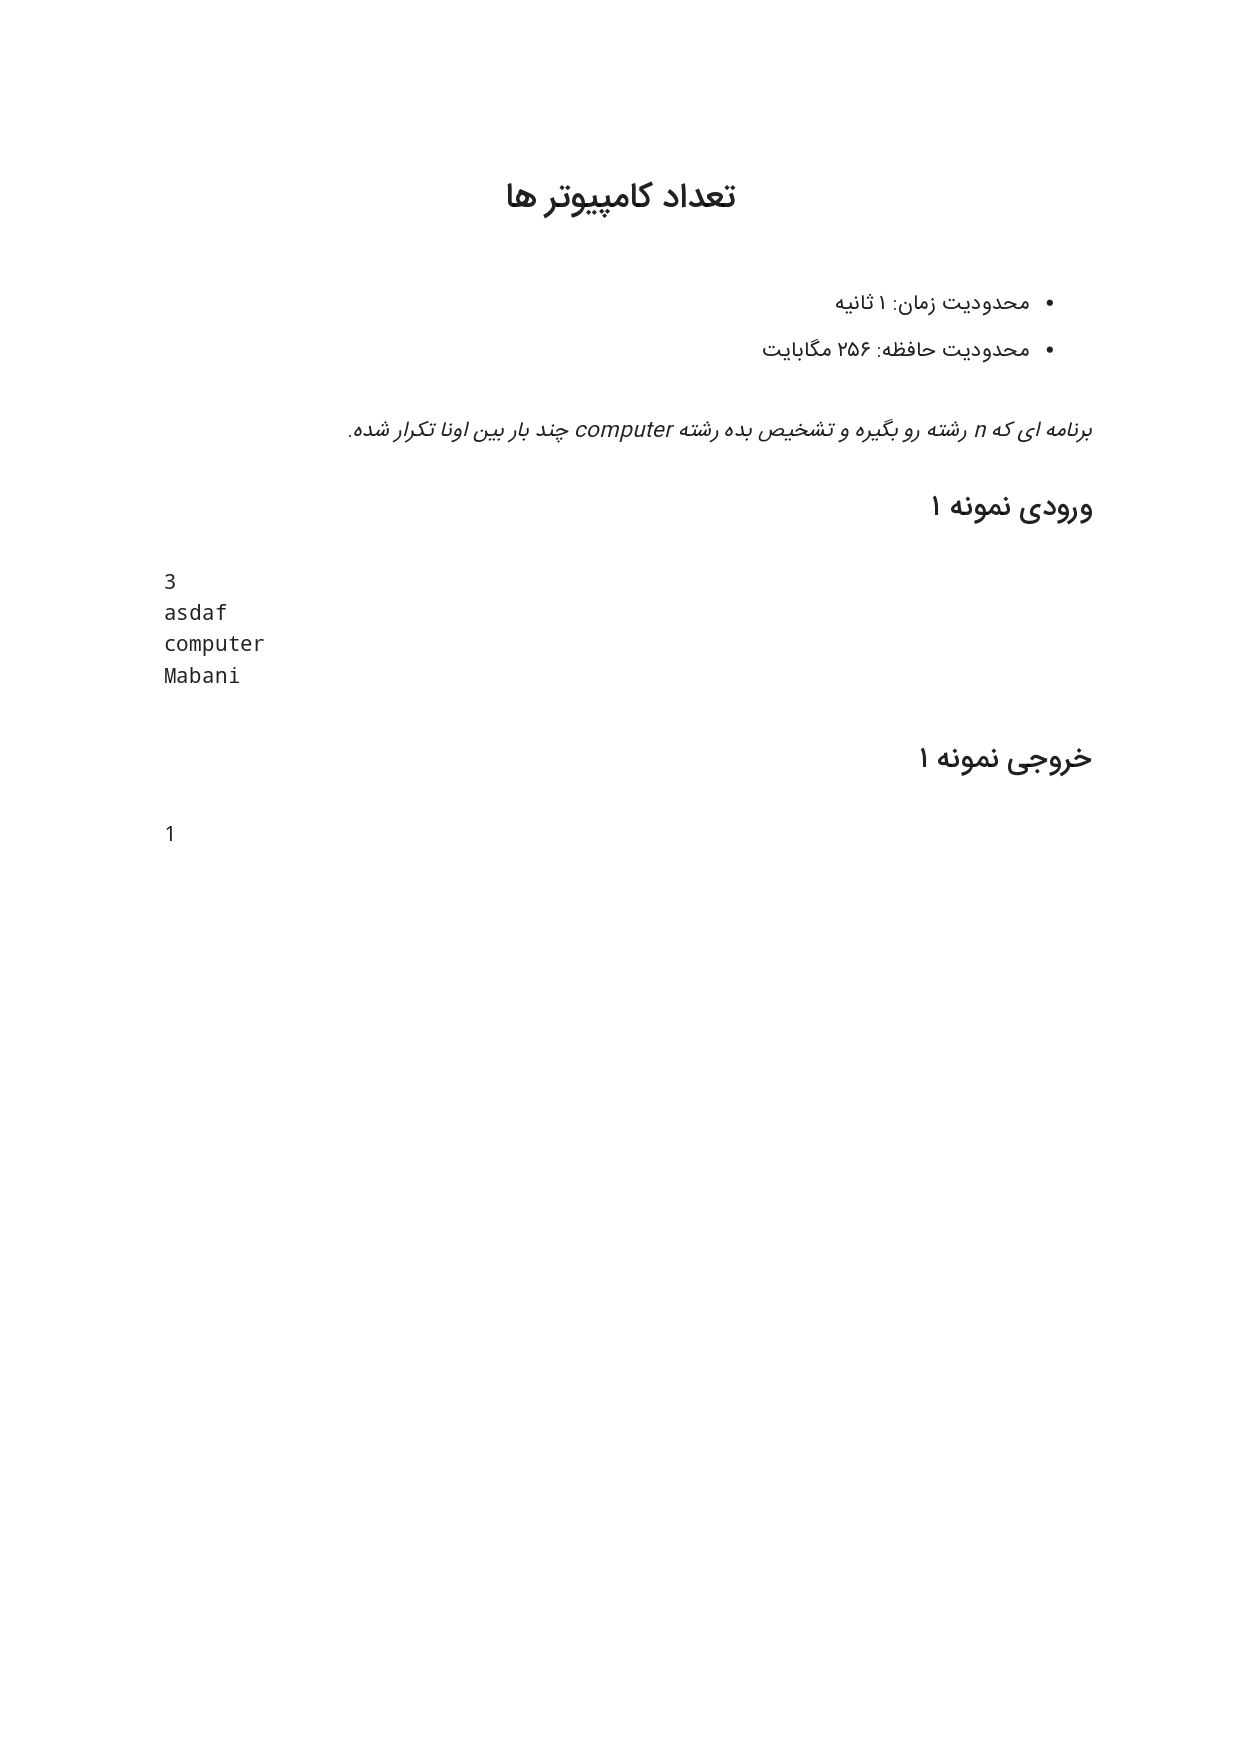 تعداد کامپیوتر ها
• محدودیت زمان: ۱ ثانیه
• محدودیت حافظه: ۲۵۶ مگابایت
برنامه ای که n رشته رو بگیره و تشخیص بده رشته computer چند بار بین اونا تکرار شده.
ورودی نمونه ۱
3
asdaf
computer
Mabani
خروجی نمونه ۱
1